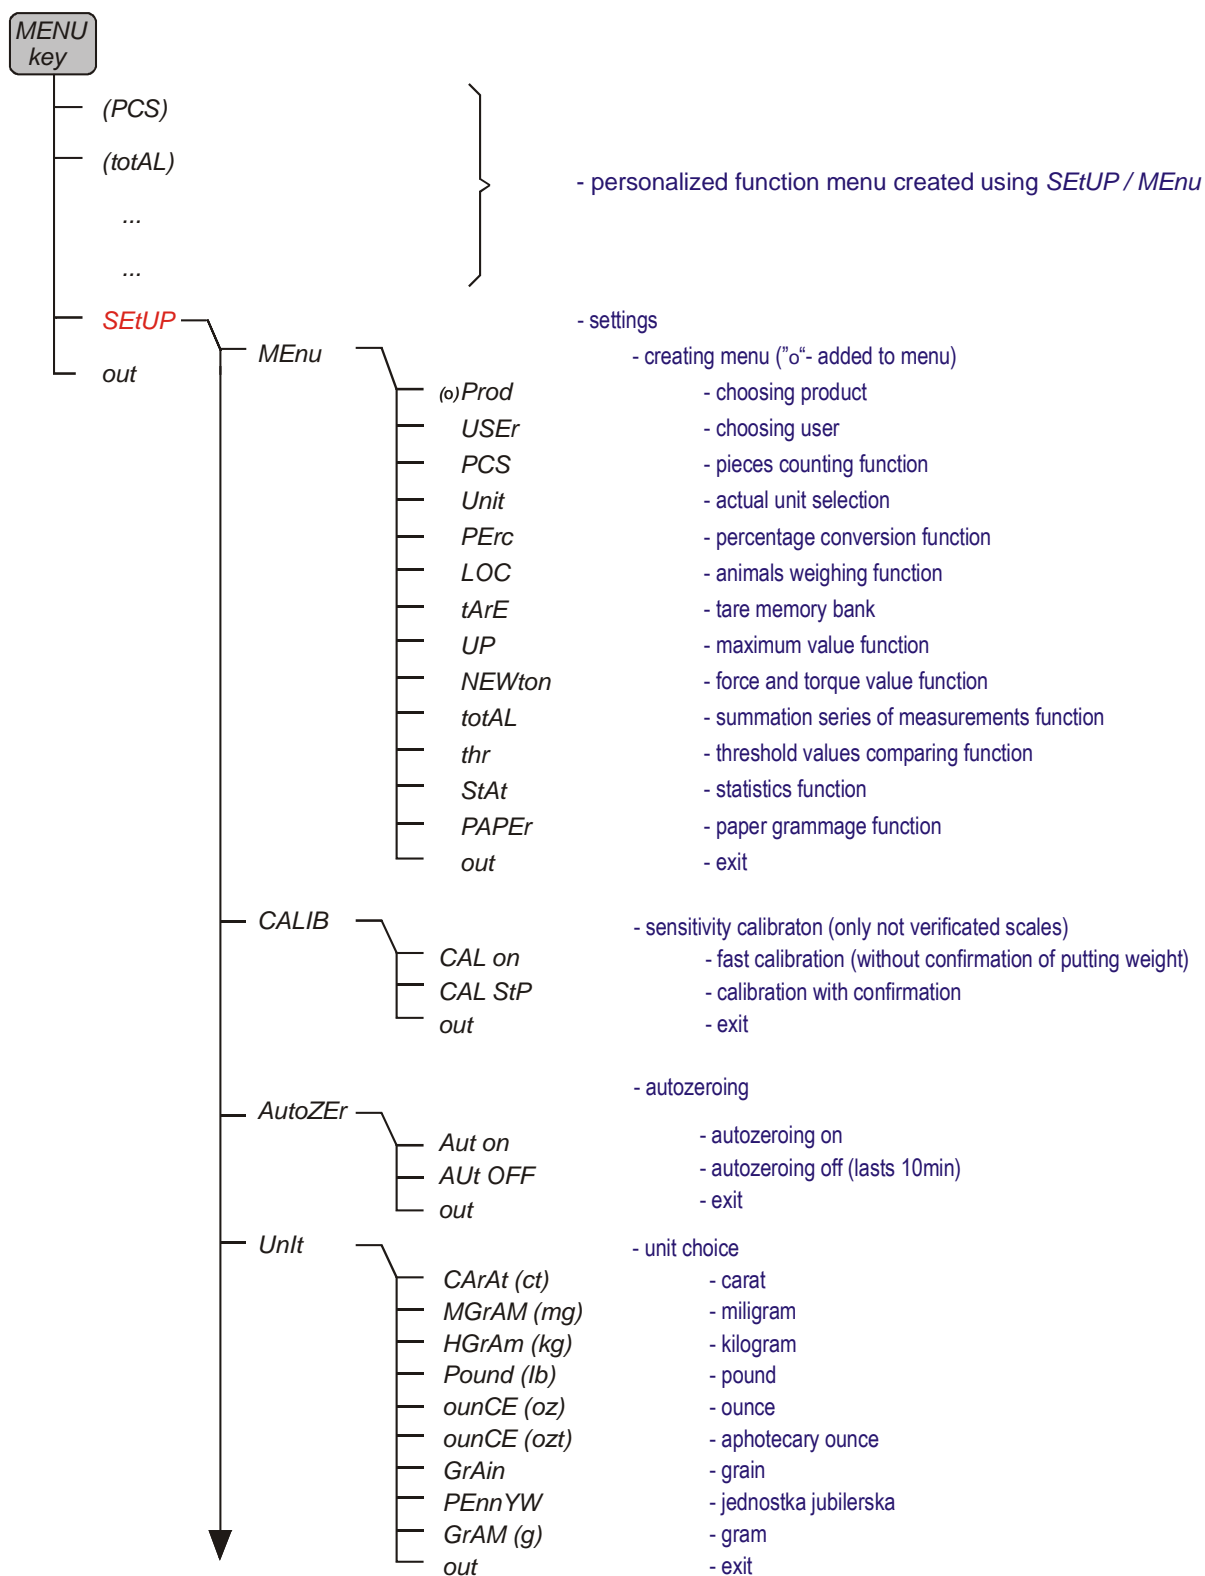 MENU
key
(PCS)
(totAL)
...
...
- personalized function menu created using SEtUP / MEnu
SEtUP - settings
out
MEnu - creating menu (”o“- added to menu)
(o)Prod - choosing product
USEr - choosing user
PCS - pieces counting function
Unit - actual unit selection
PErc - percentage conversion function
LOC - animals weighing function
tArE - tare memory bank
UP - maximum value function
NEWton - force and torque value function
totAL - summation series of measurements function
thr - threshold values comparing function
StAt - statistics function
PAPEr - paper grammage function
out - exit
CALIB - sensitivity calibraton (only not verificated scales)
CAL on - fast calibration (without confirmation of putting weight)
CAL StP - calibration with confirmation
out - exit
AutoZEr - autozeroing
Aut on - autozeroing on
AUt OFF - autozeroing off (lasts 10min)
out - exit
UnIt - unit choice
CArAt (ct) - carat
MGrAM (mg) - miligram
HGrAm (kg) - kilogram
Pound (lb) - pound
ounCE (oz) - ounce
ounCE (ozt) - aphotecary ounce
GrAin - grain
PEnnYW - jednostka jubilerska
GrAM (g) - gram
out - exit